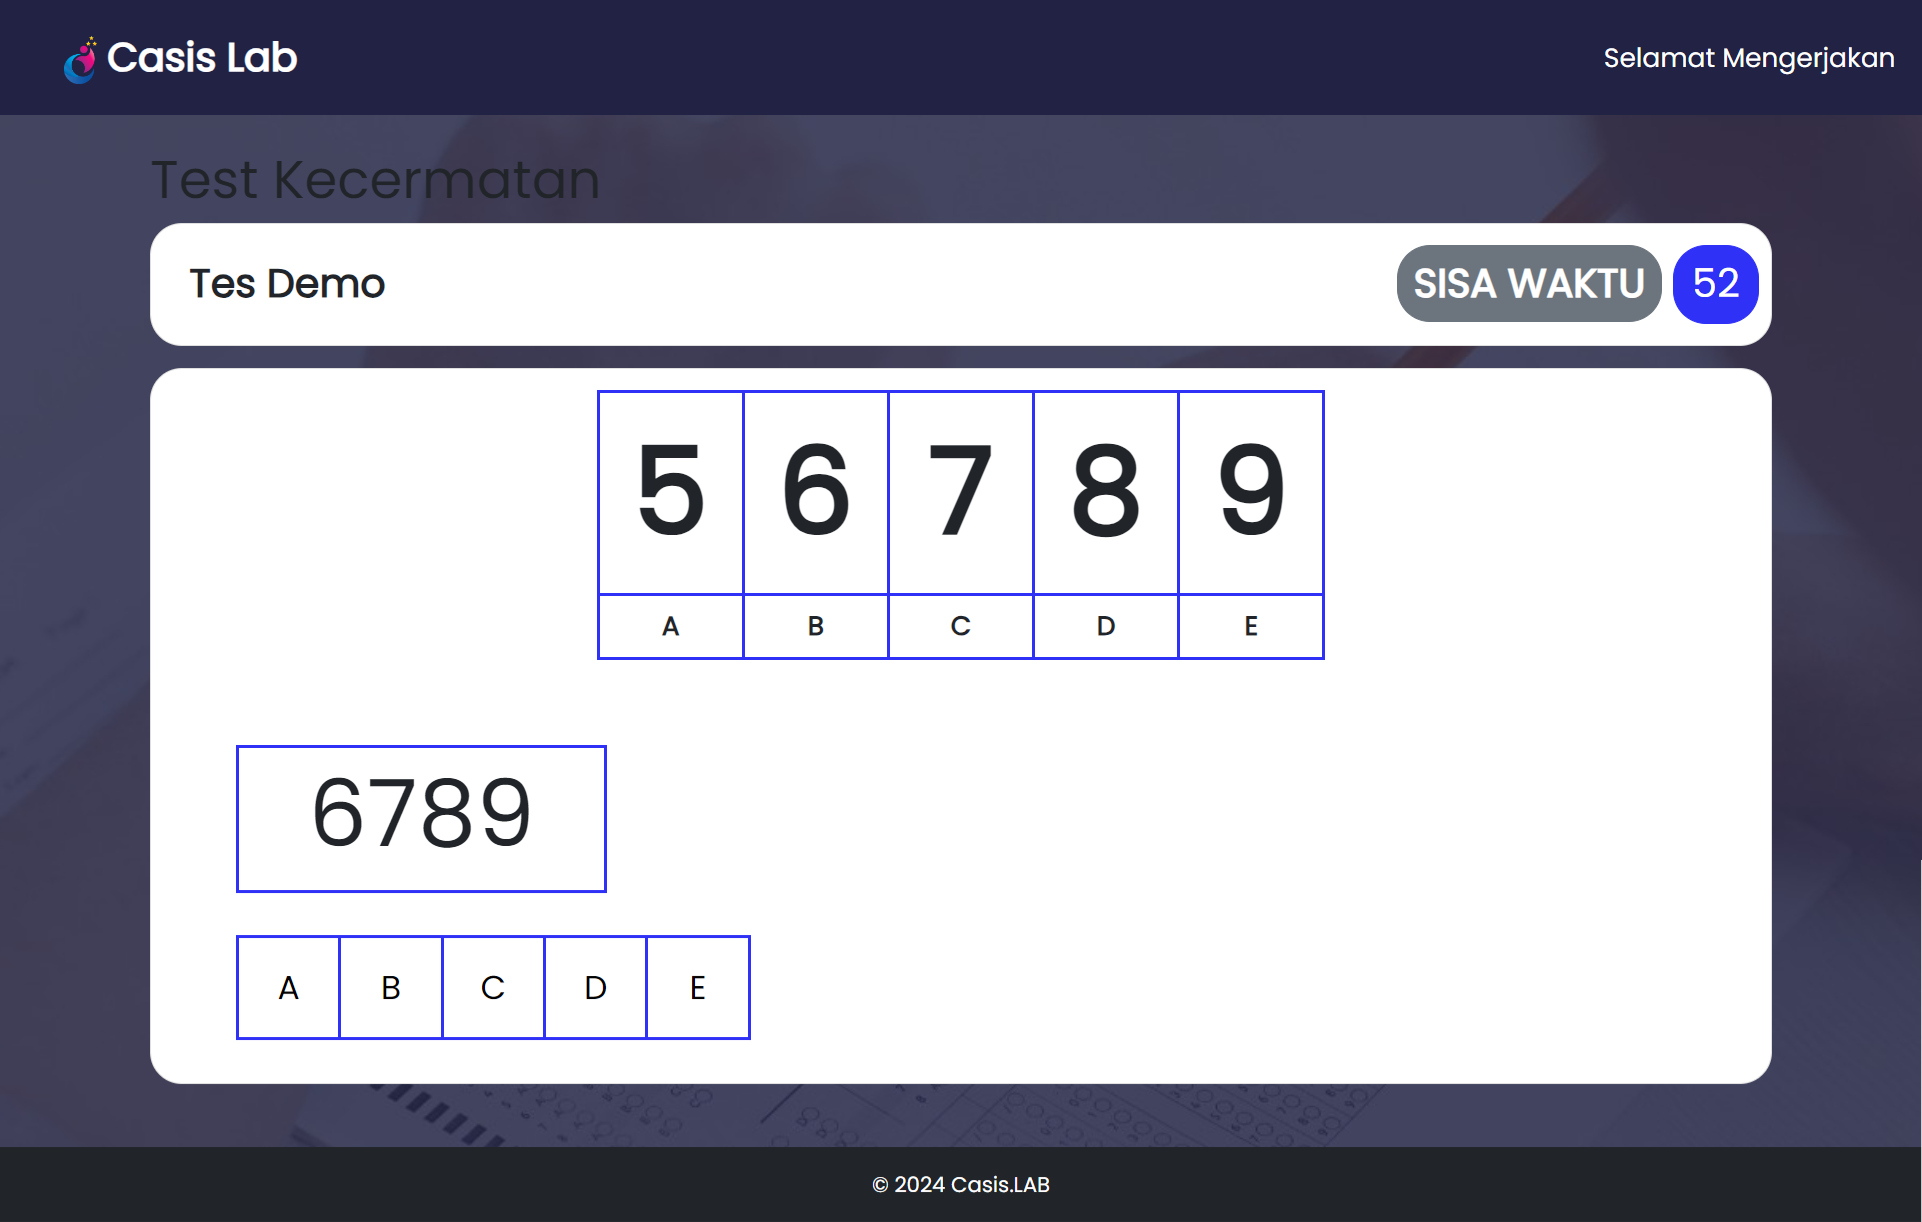 Casis Lab
Selamat Mengerjakan
Test Kecermatan
Tes Demo
SISA WAKTU 52
5 6 7 8 9
A B C D E
6789
A B C D E
© 2024 Casis.LAB